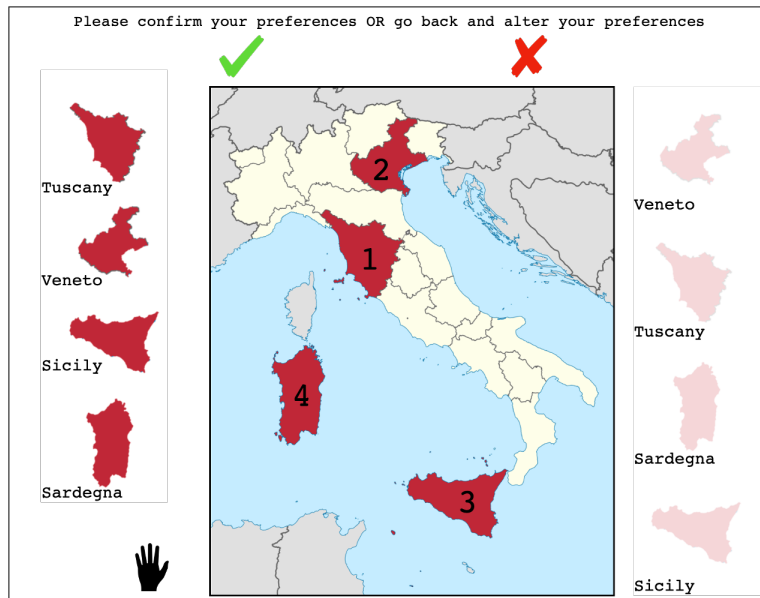 Please confirm your preferences OR go back and alter your preferences
Tuscany
Veneto
Sicily
Sardegna
2
1
4
3
Veneto
Tuscany
Sardegna
Sicily